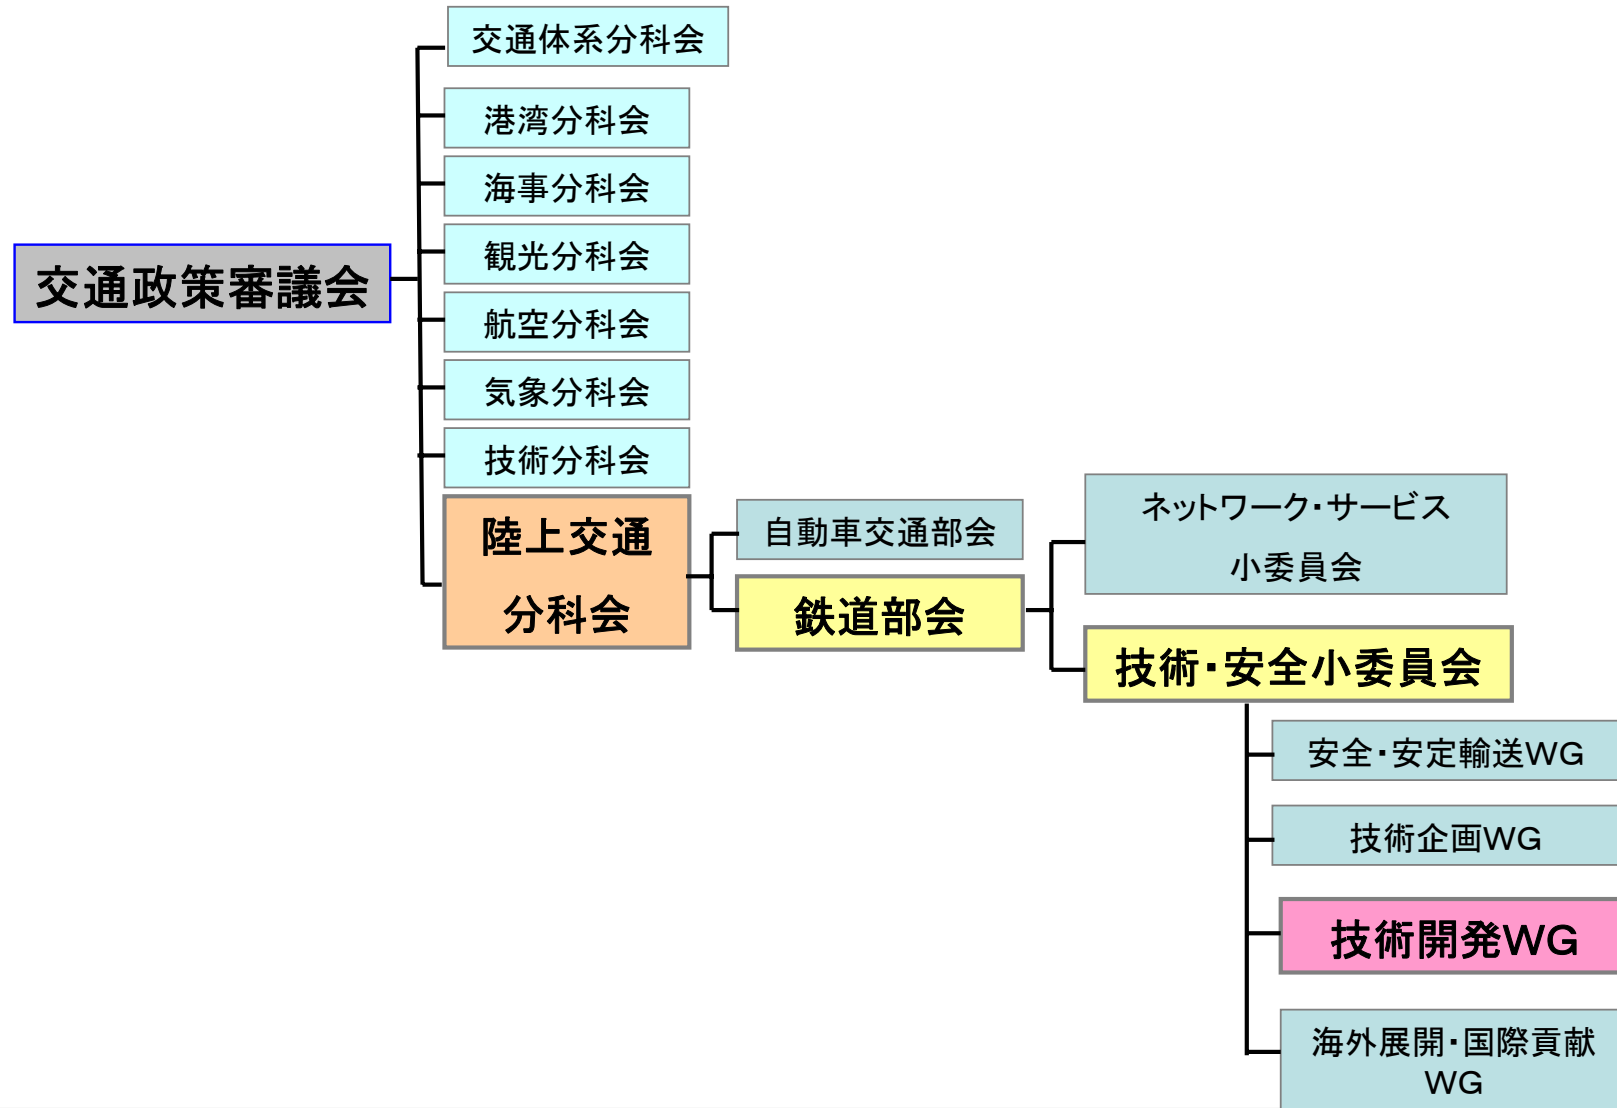 交通体系分科会
港湾分科会
海事分科会
観光分科会
交通政策審議会
航空分科会
気象分科会
技術分科会
陸上交通
分科会
自動車交通部会
鉄道部会
ネットワーク・サービス
小委員会
技術・安全小委員会
安全・安定輸送WG
技術企画WG
技術開発WG
海外展開・国際貢献
WG